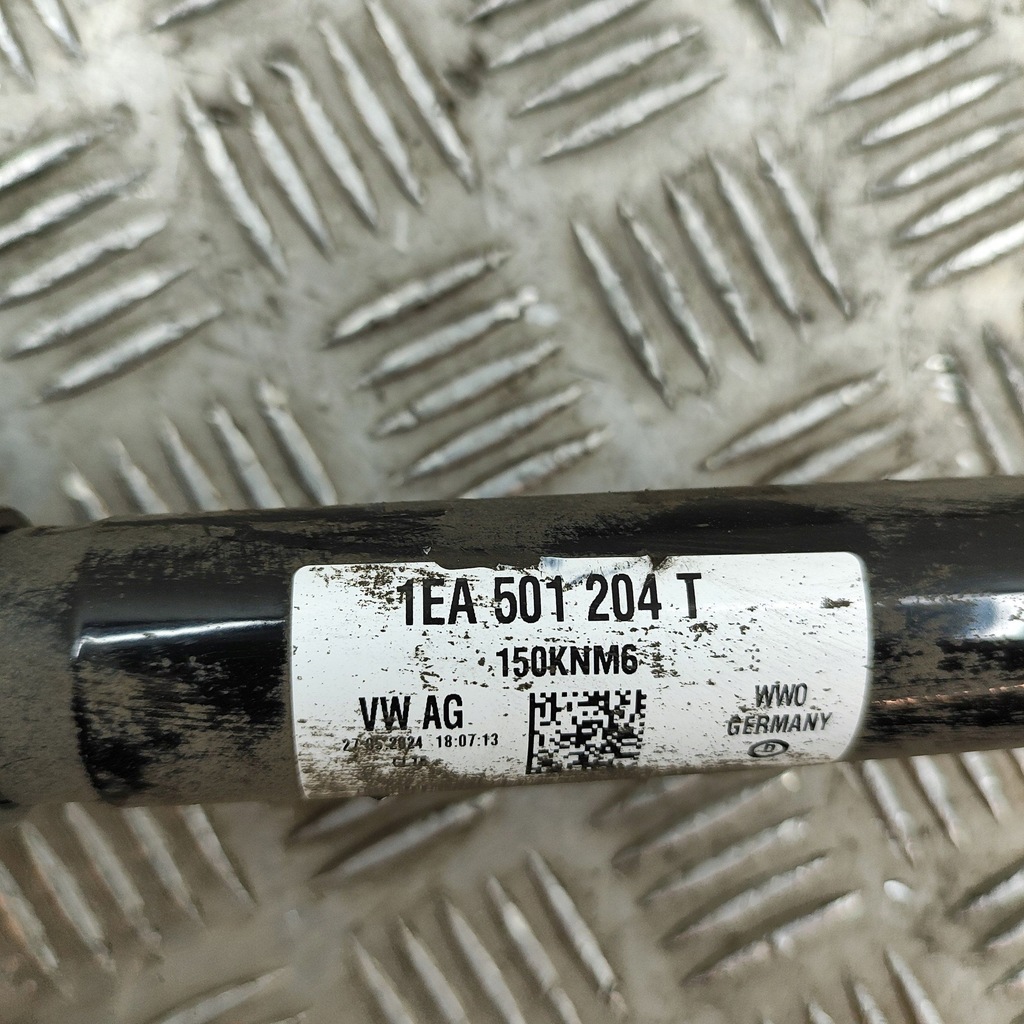 1EA 501 204 T
150KNM6
VW AG
27.05.2024 18:07:13
WWO
GERMANY
D